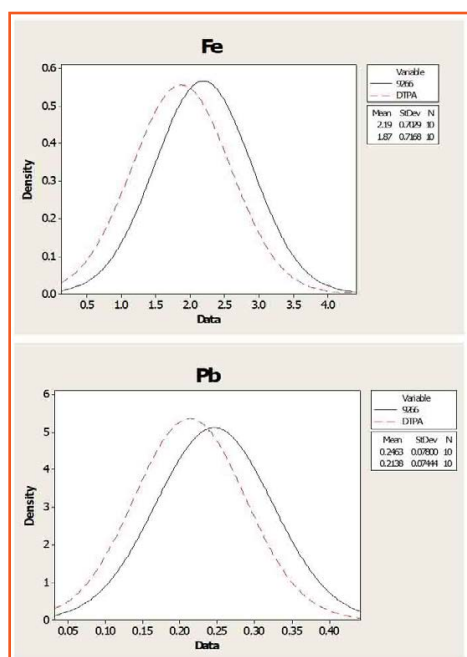 Fe
0.6
0.5
0.4
0.3
0.2
0.1
0.0
Density
0.5 1.0 1.5 2.0 2.5 3.0 3.5 4.0
Data
Variable
9266
DTPA
Mean StDev N
2.19 0.7029 10
1.87 0.7168 10
Pb
6
5
4
3
2
1
0
Density
0.05 0.10 0.15 0.20 0.25 0.30 0.35 0.40
Data
Variable
9266
DTPA
Mean StDev N
0.2463 0.07800 10
0.2138 0.07444 10